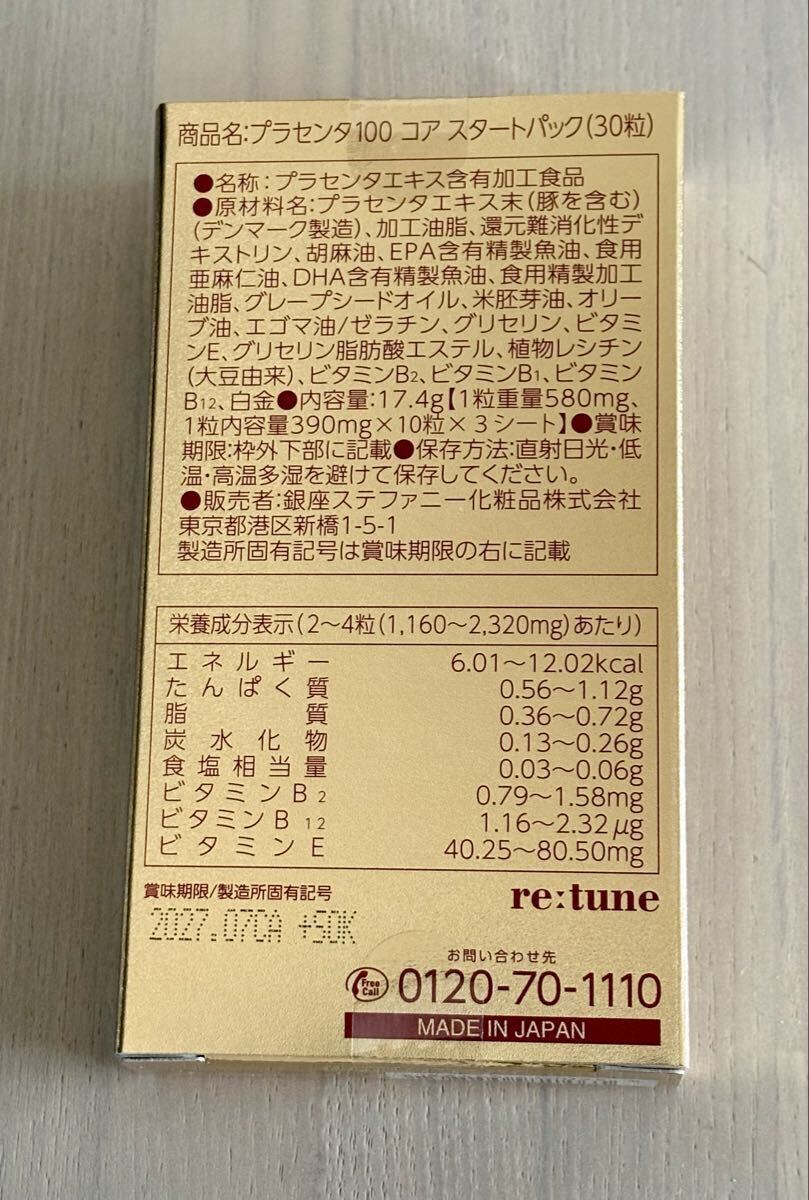 商品名:プラセンタ100 コア スタートパック(30粒)
●名称:プラセンタエキス含有加工食品
●原材料名:プラセンタエキス末(豚を含む)
(デンマーク製造)、加工油脂、還元難消化性デ
キストリン、胡麻油、EPA含有精製魚油、食用
亜麻仁油、DHA含有精製魚油、食用精製加工
油脂、グレープシードオイル、米胚芽油、オリー
ブ油、エゴマ油/ゼラチン、グリセリン、ビタミ
ンE、グリセリン脂肪酸エステル、植物レシチン
(大豆由来)、ビタミンB2、ビタミンB1、ビタミン
B12、白金●内容量:17.4g【1粒重量580mg、
1粒内容量390mg×10粒×3シート】●賞味
期限:枠外下部に記載●保存方法:直射日光・低
温・高温多湿を避けて保存してください。
●販売者:銀座ステファニー化粧品株式会社
東京都港区新橋1-5-1
製造所固有記号は賞味期限の右に記載
栄養成分表示(2〜4粒(1,160〜2,320mg)あたり)
エネルギー 6.01〜12.02kcal
たんぱく質 0.56〜1.12g
脂質 0.36〜0.72g
炭水化物 0.13〜0.26g
食塩相当量 0.03〜0.06g
ビタミンB2 0.79〜1.58mg
ビタミンB12 1.16〜2.32μg
ビタミンE 40.25〜80.50mg
賞味期限/製造所固有記号
2027.07CA +SDK
re:tune
お問い合わせ先
Free Call 0120-70-1110
MADE IN JAPAN